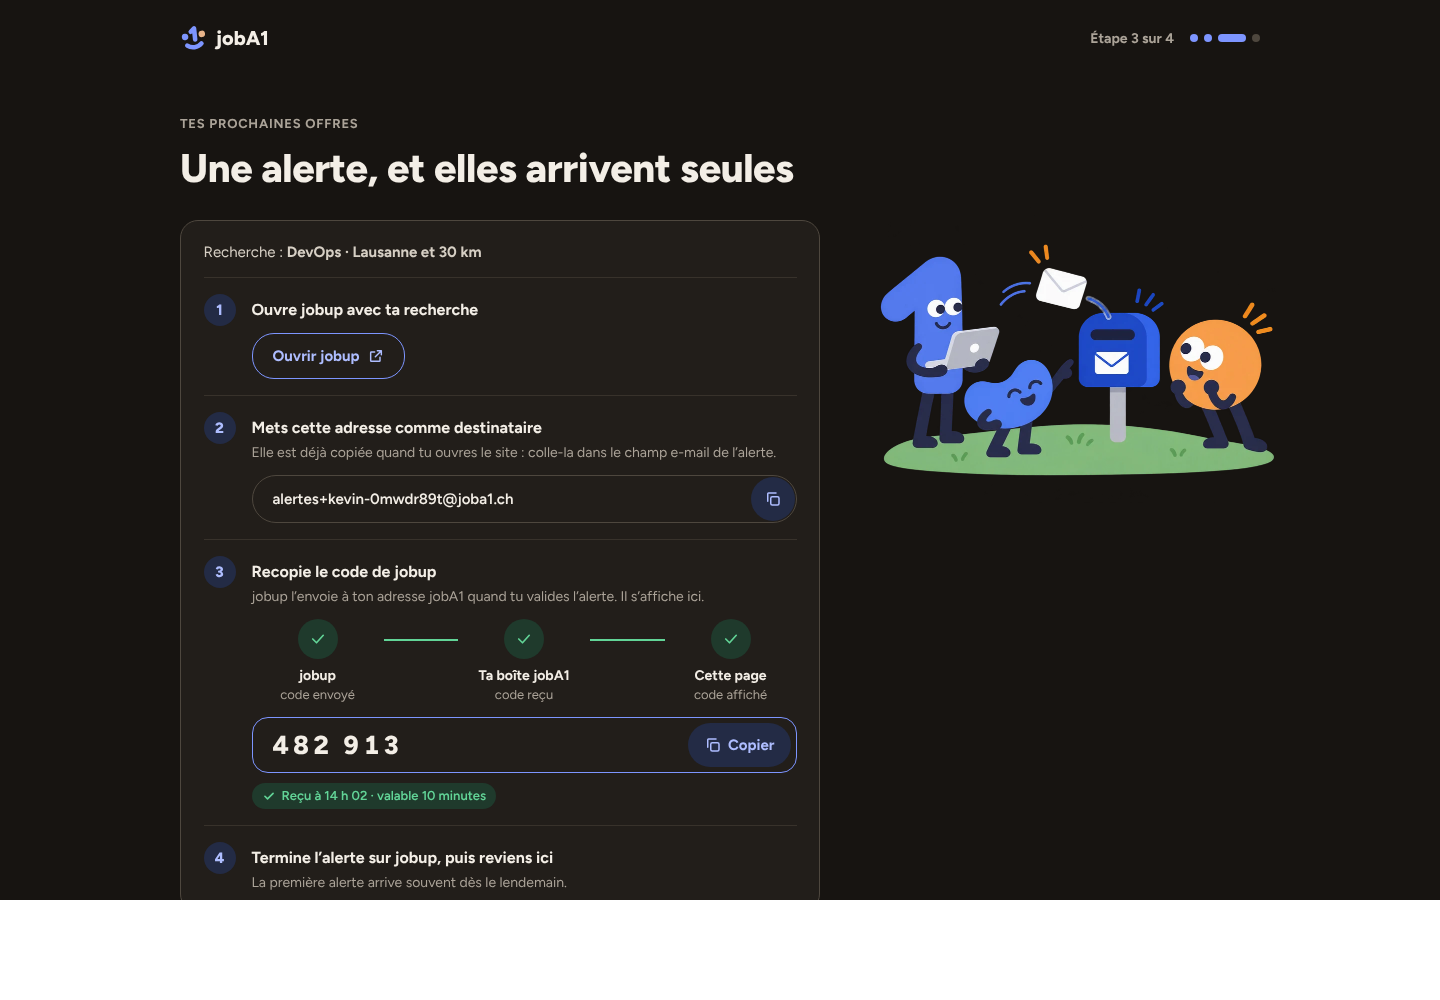 jobA1
Étape 3 sur 4
TES PROCHAINES OFFRES
Une alerte, et elles arrivent seules
Recherche : DevOps · Lausanne et 30 km
1
Ouvre jobup avec ta recherche
Ouvrir jobup
2
Mets cette adresse comme destinataire
Elle est déjà copiée quand tu ouvres le site : colle-la dans le champ e-mail de l’alerte.
alertes+kevin-0mwdr89t@joba1.ch
3
Recopie le code de jobup
jobup l’envoie à ton adresse jobA1 quand tu valides l’alerte. Il s’affiche ici.
jobup
code envoyé
Ta boîte jobA1
code reçu
Cette page
code affiché
482 913
Copier
Reçu à 14 h 02 · valable 10 minutes
4
Termine l’alerte sur jobup, puis reviens ici
La première alerte arrive souvent dès le lendemain.